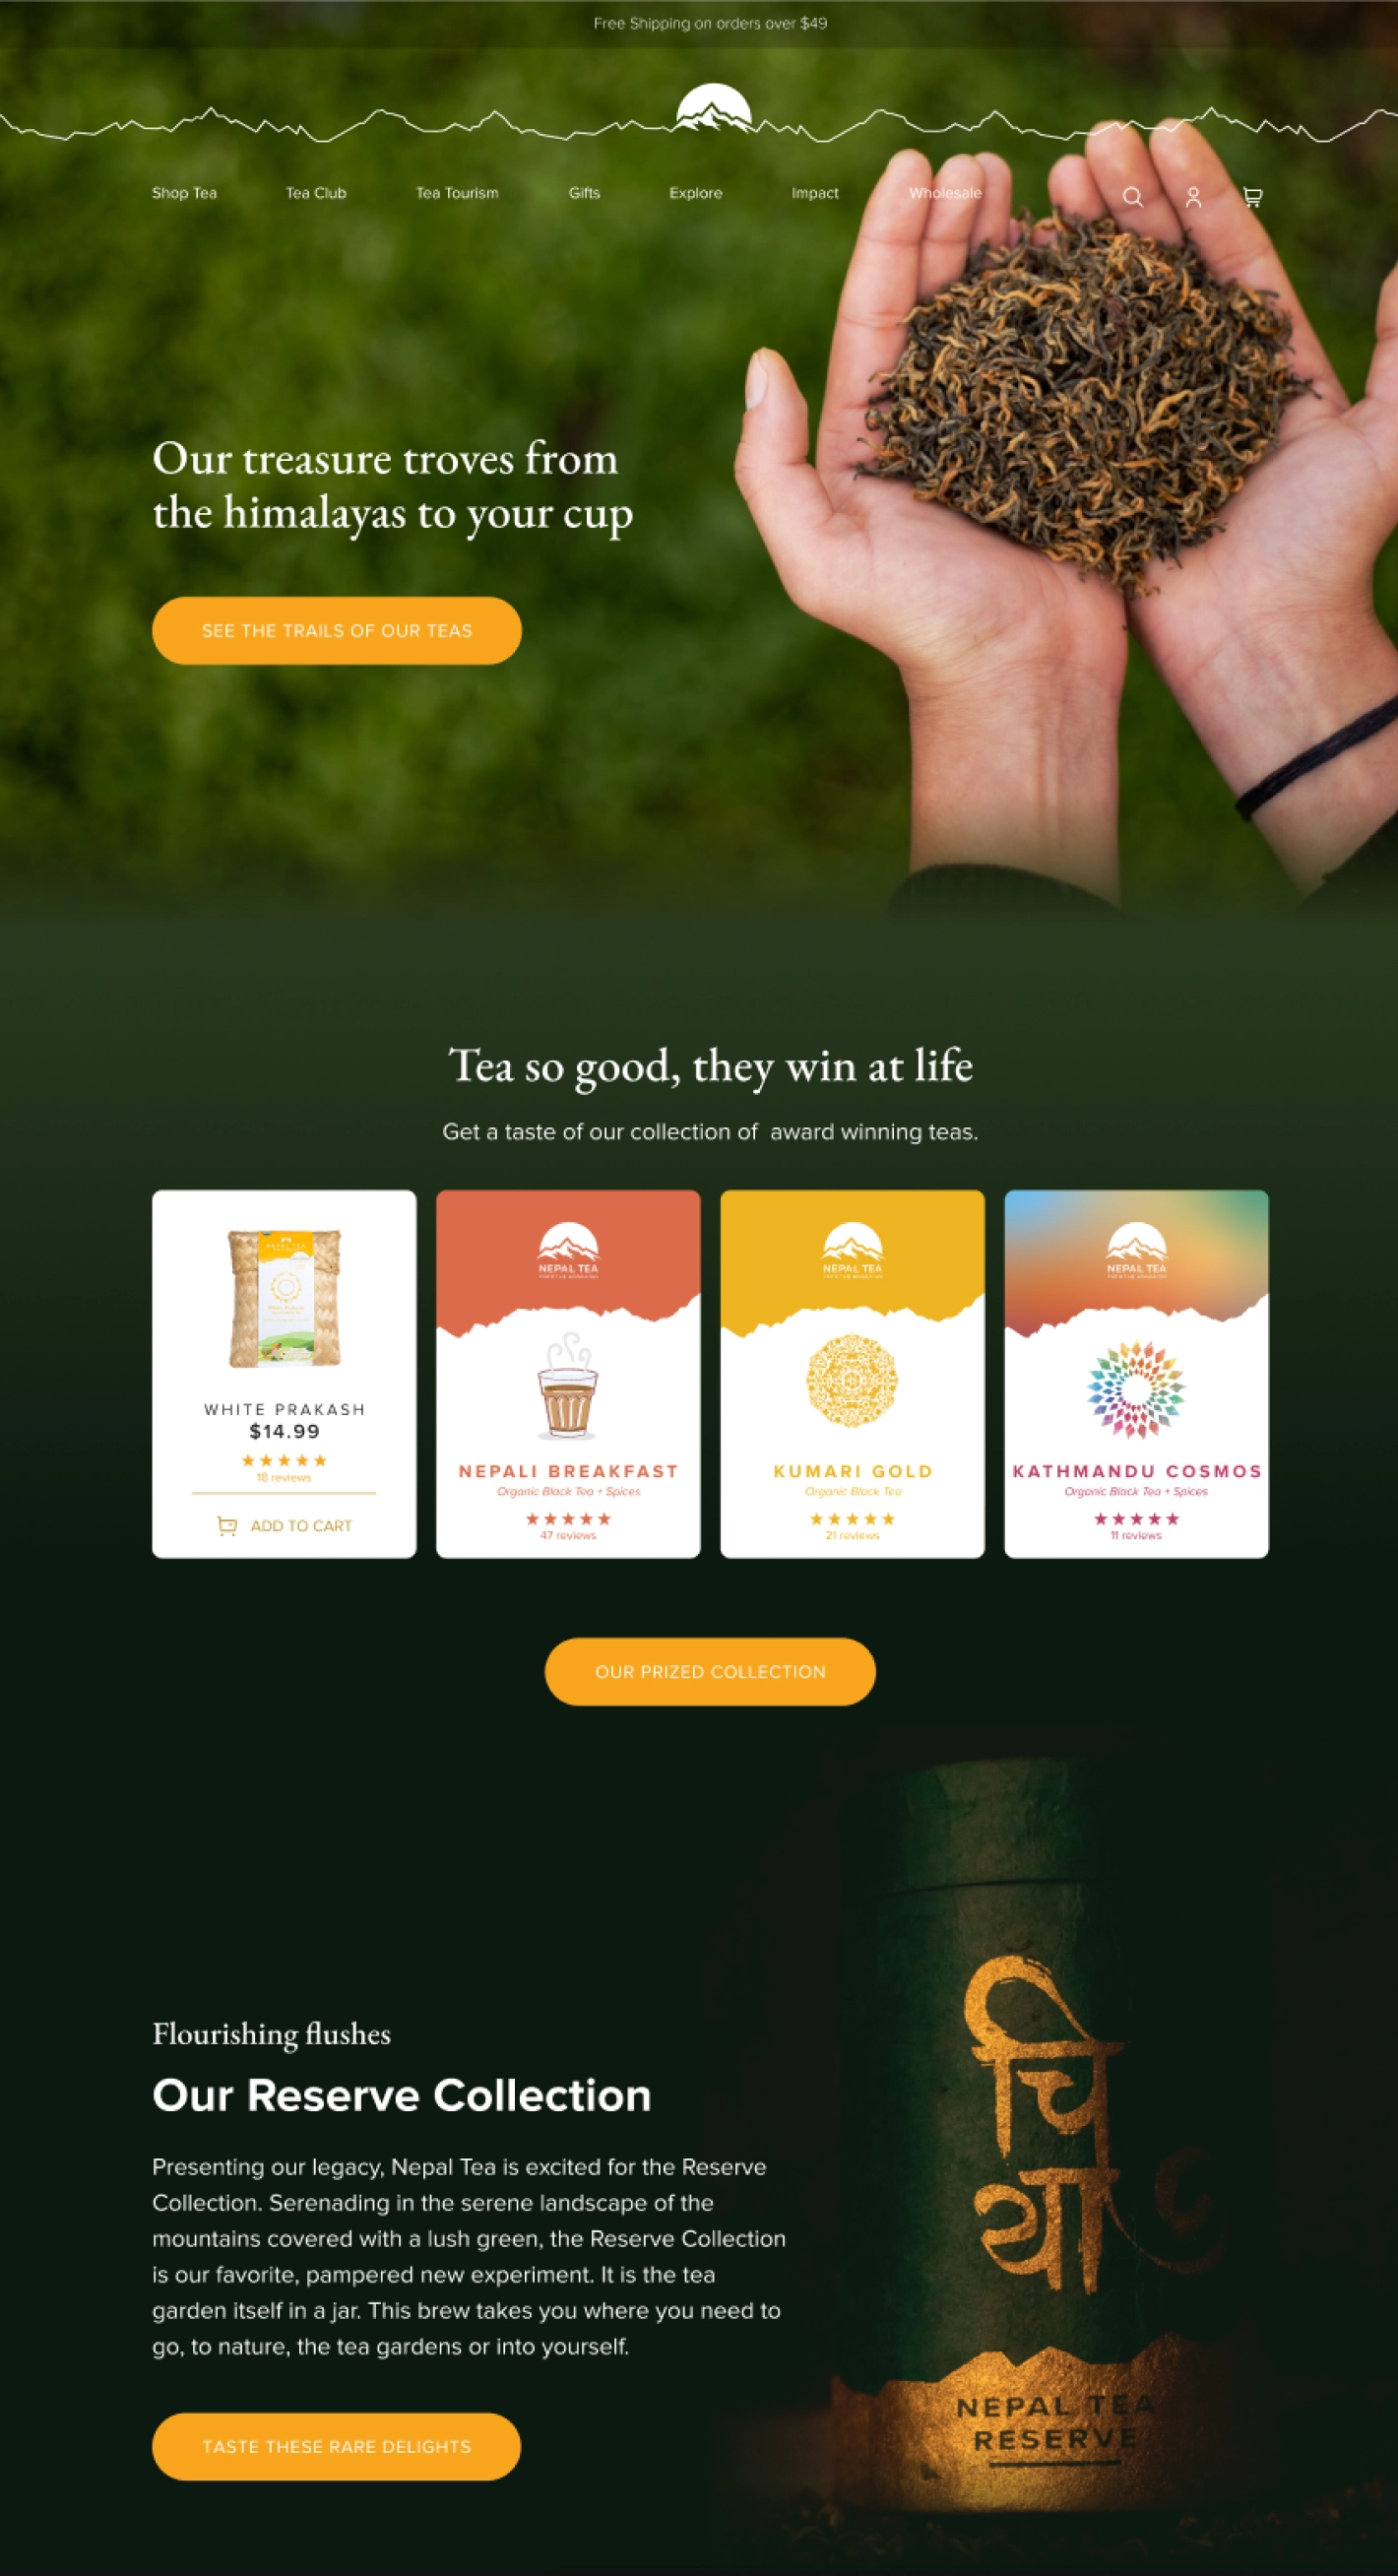 Free Shipping on orders over $49
Shop Tea Tea Club Tea Tourism Gifts Explore Impact Wholesale
Our treasure troves from
the himalayas to your cup
SEE THE TRAILS OF OUR TEAS
Tea so good, they win at life
Get a taste of our collection of award winning teas.
NEPAL TEA
WHITE PRAKASH
$14.99
18 reviews
ADD TO CART
NEPAL TEA
NEPALI BREAKFAST
Organic Black Tea + Spices
47 reviews
NEPAL TEA
KUMARI GOLD
Organic Black Tea
21 reviews
NEPAL TEA
KATHMANDU COSMOS
Organic Black Tea + Spices
11 reviews
OUR PRIZED COLLECTION
चि
या
NEPAL TEA
RESERVE
Flourishing flushes
Our Reserve Collection
Presenting our legacy, Nepal Tea is excited for the Reserve
Collection. Serenading in the serene landscape of the
mountains covered with a lush green, the Reserve Collection
is our favorite, pampered new experiment. It is the tea
garden itself in a jar. This brew takes you where you need to
go, to nature, the tea gardens or into yourself.
TASTE THESE RARE DELIGHTS